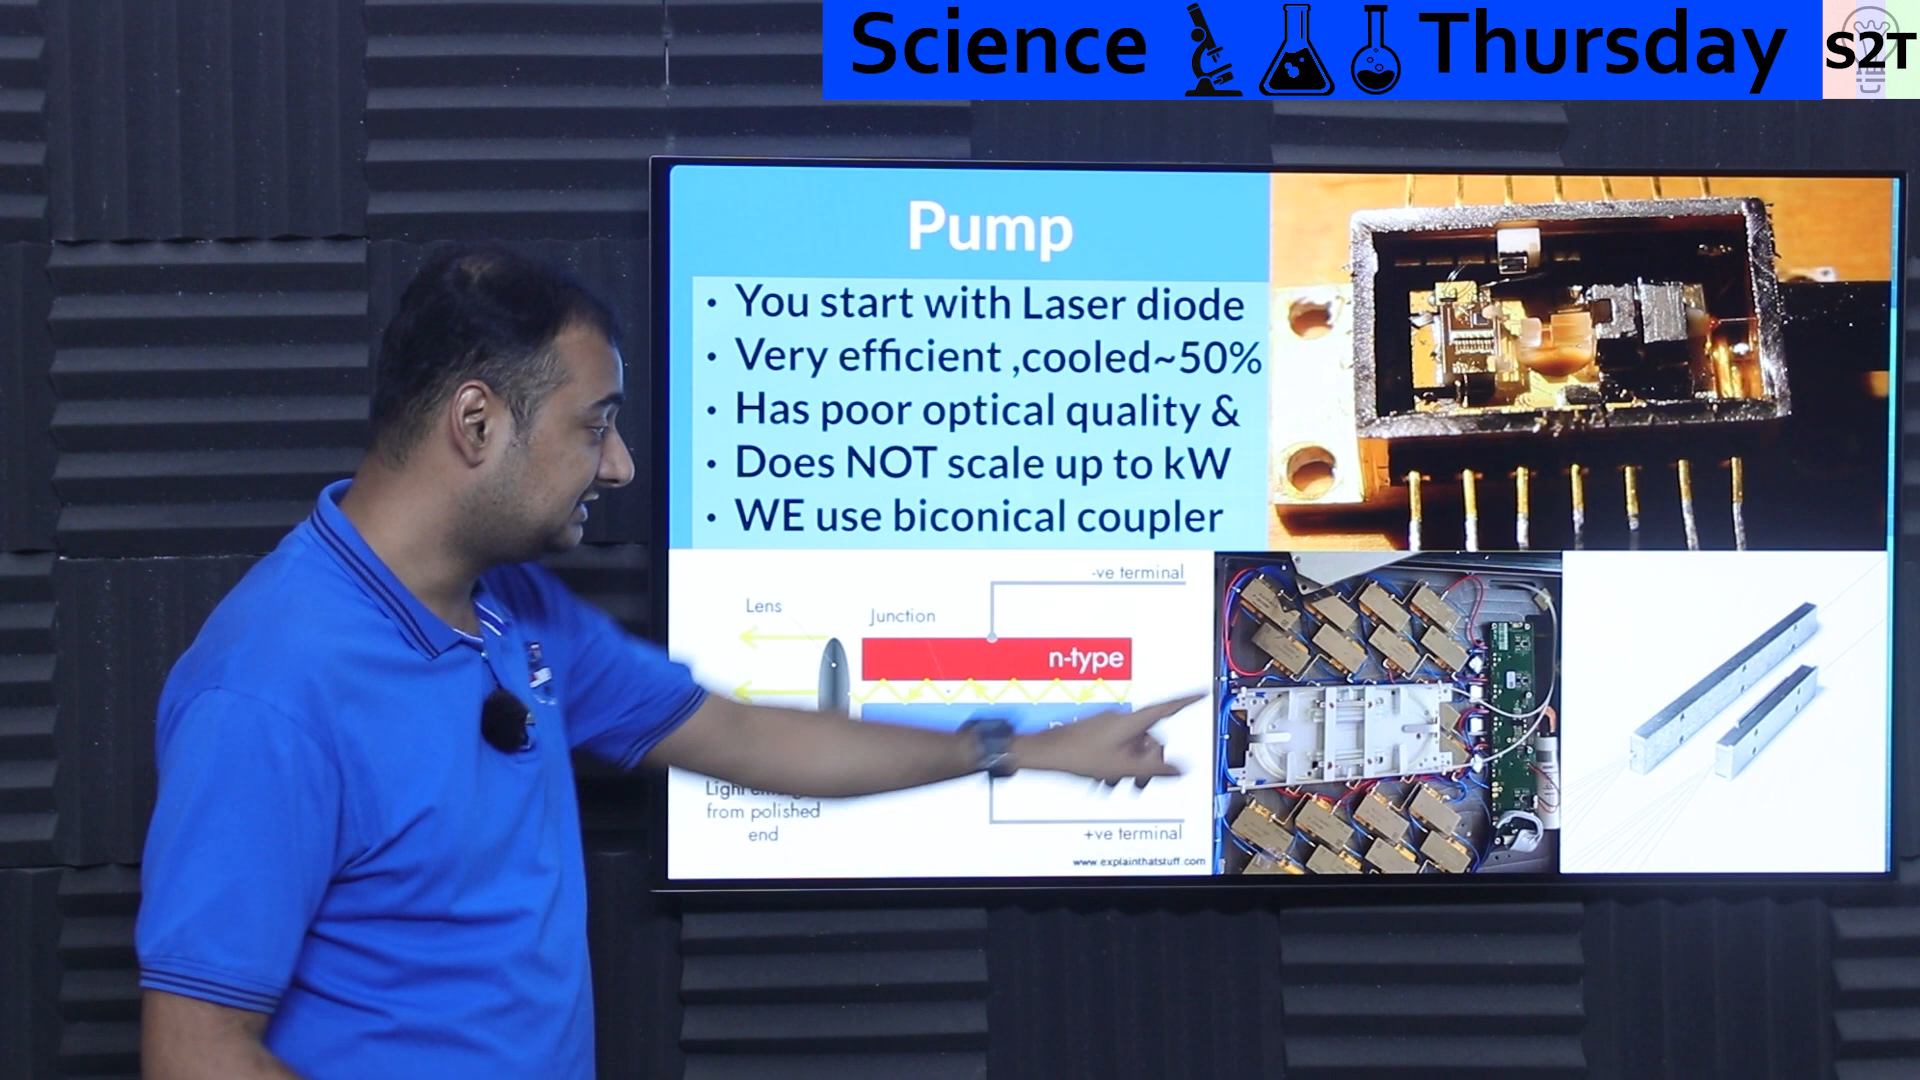 Science Thursday
S2T
Pump
• You start with Laser diode
• Very efficient ,cooled~50%
• Has poor optical quality &
• Does NOT scale up to kW
• WE use biconical coupler
-ve terminal
Lens
Junction
n-type
Light
from polished
end
+ve terminal
www.explainthatstuff.com